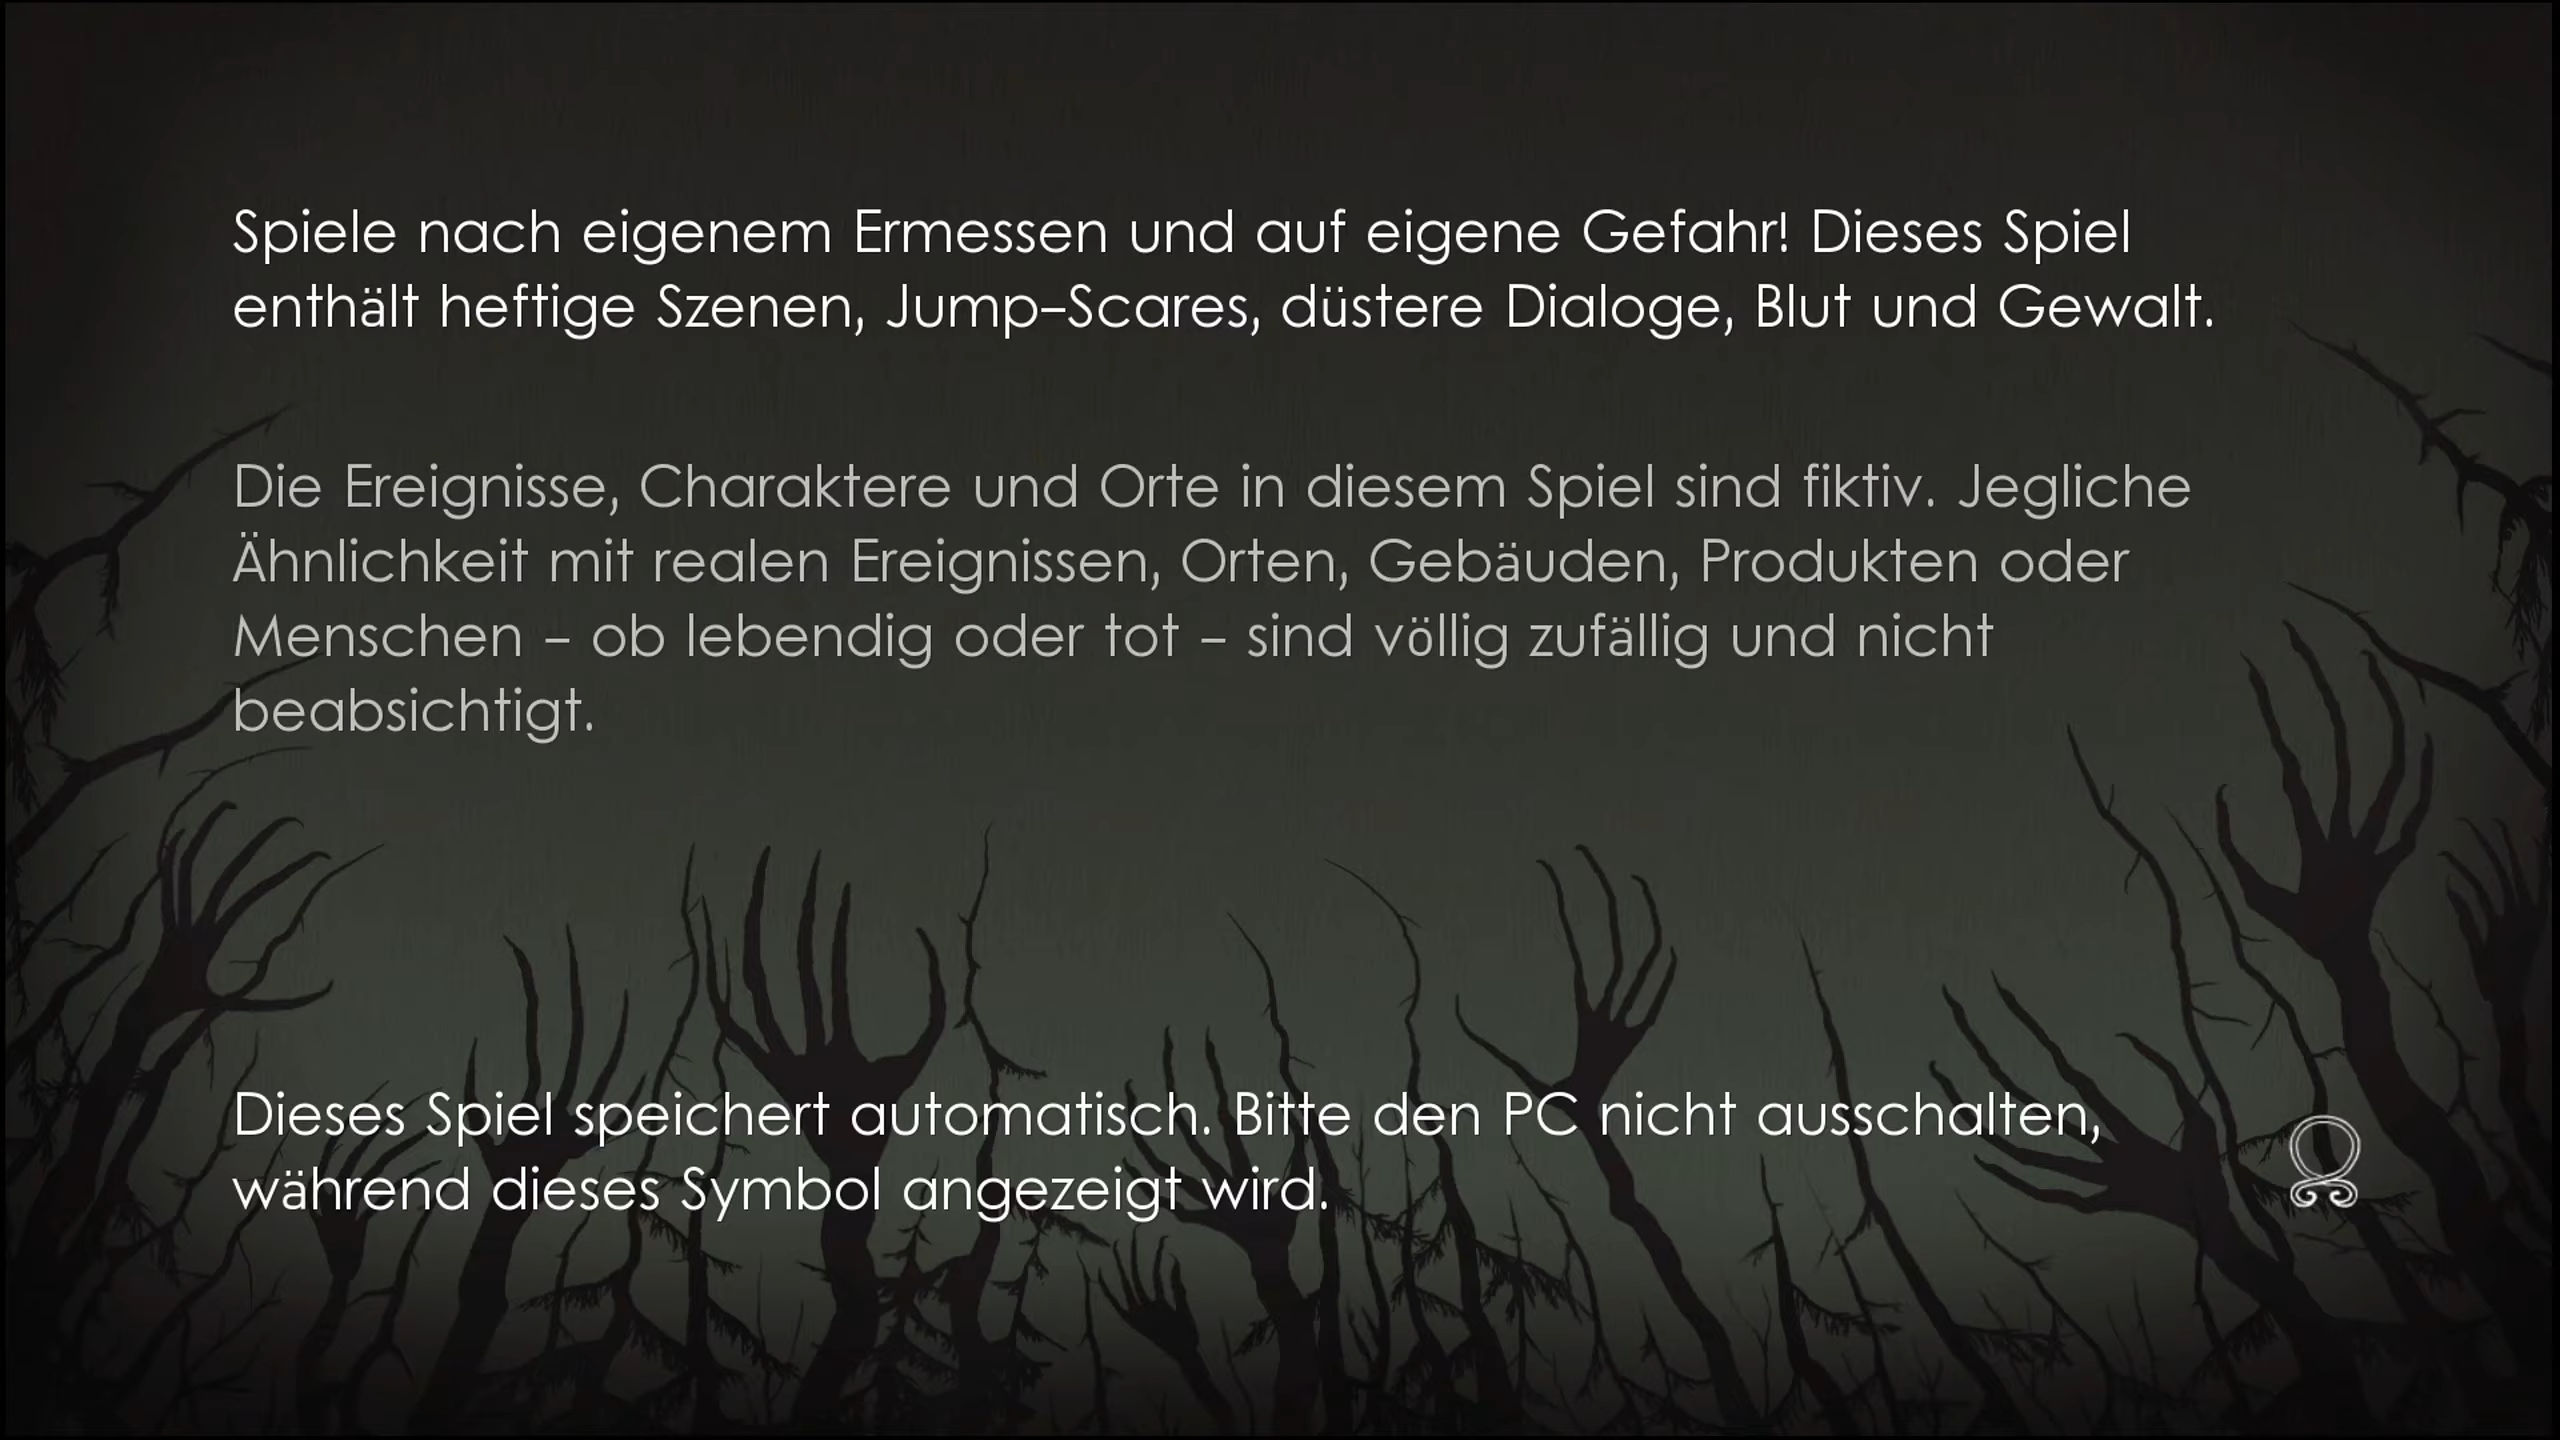 Spiele nach eigenem Ermessen und auf eigene Gefahr! Dieses Spiel
enthält heftige Szenen, Jump-Scares, düstere Dialoge, Blut und Gewalt.
Die Ereignisse, Charaktere und Orte in diesem Spiel sind fiktiv. Jegliche
Ähnlichkeit mit realen Ereignissen, Orten, Gebäuden, Produkten oder
Menschen – ob lebendig oder tot – sind völlig zufällig und nicht
beabsichtigt.
Dieses Spiel speichert automatisch. Bitte den PC nicht ausschalten,
während dieses Symbol angezeigt wird.